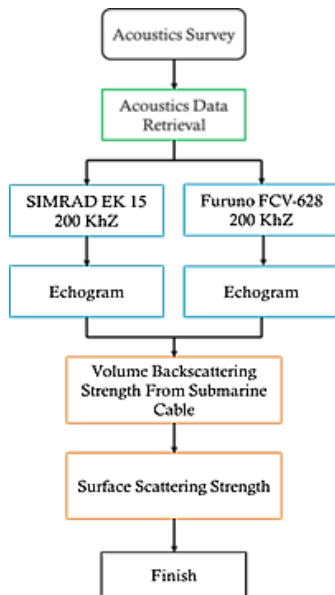 Acoustics Survey
Acoustics Data
Retrieval
SIMRAD EK 15
200 KhZ
Furuno FCV-628
200 KhZ
Echogram
Echogram
Volume Backscattering
Strength From Submarine
Cable
Surface Scattering Strength
Finish